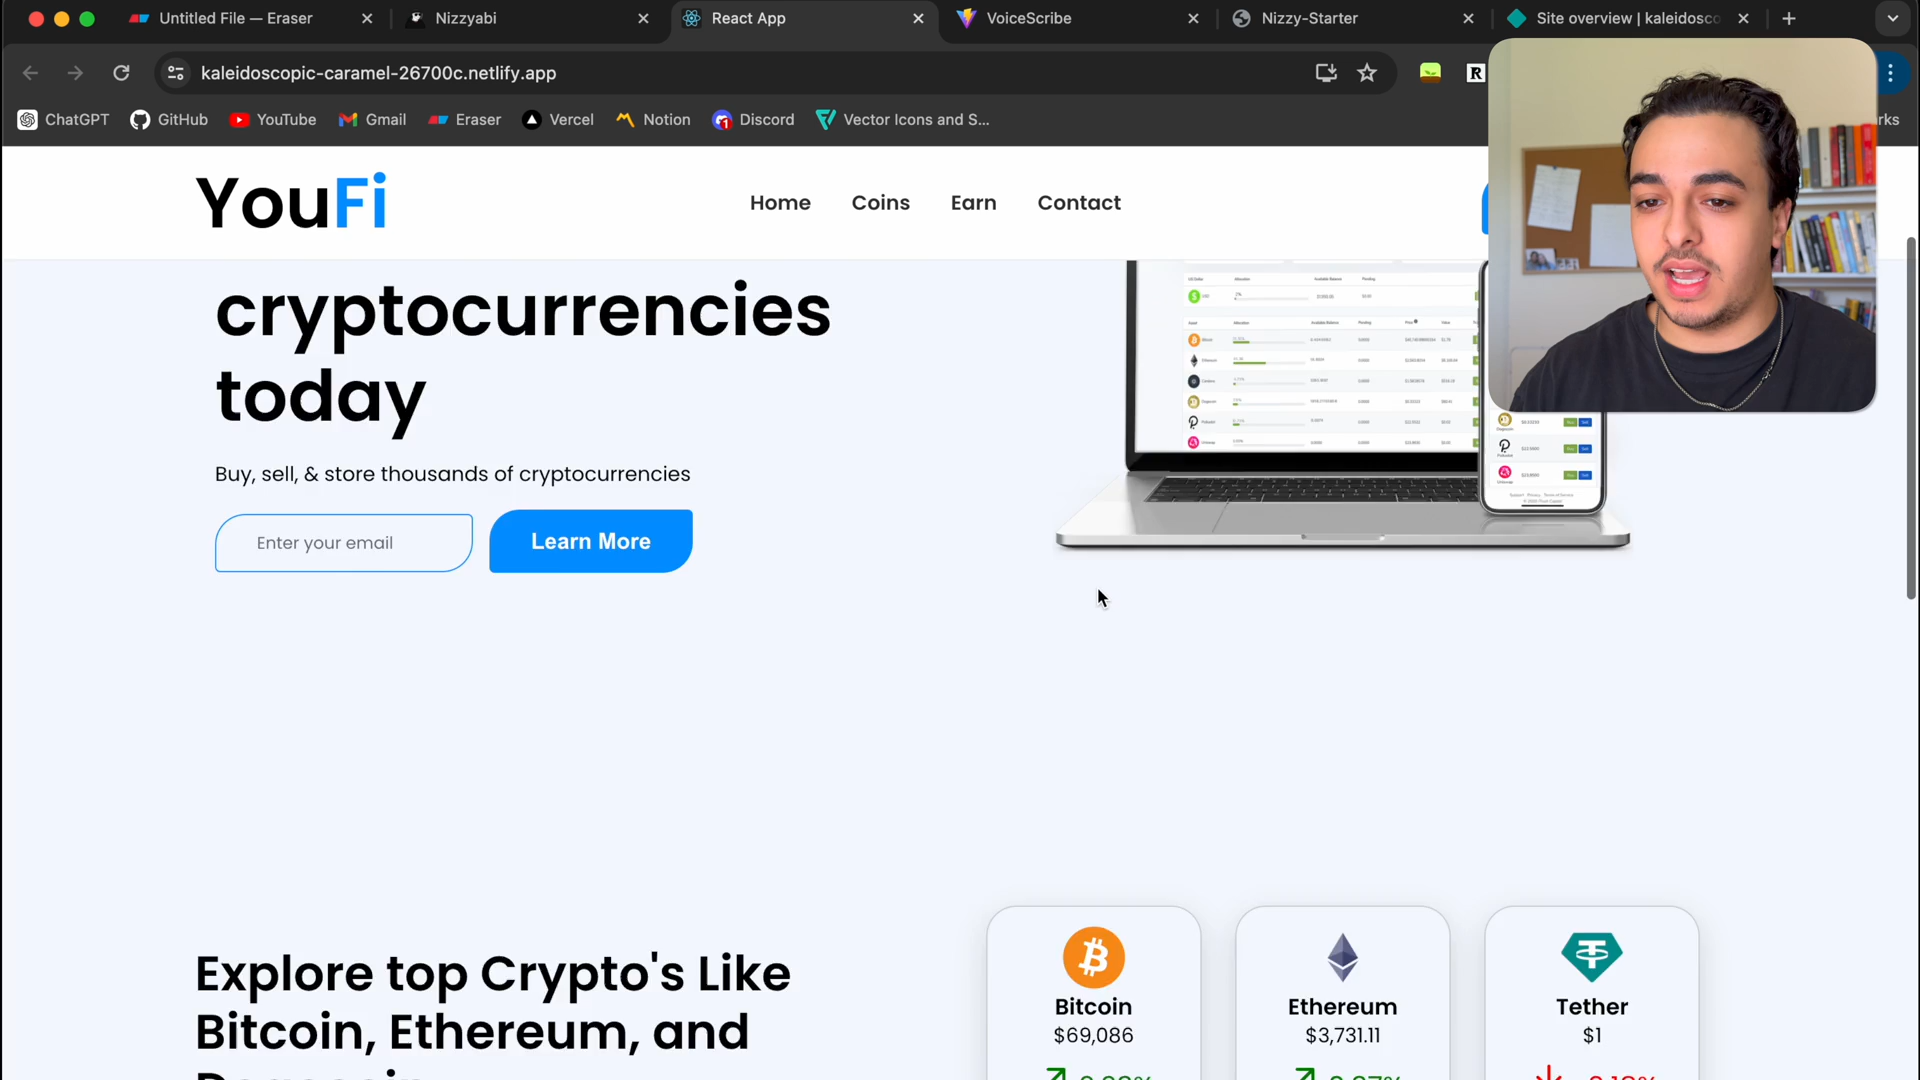 Untitled File — Eraser
Nizzyabi
React App
VoiceScribe
Nizzy-Starter
Site overview | kaleidosco
kaleidoscopic-caramel-26700c.netlify.app
ChatGPT
GitHub
YouTube
Gmail
Eraser
Vercel
Notion
Discord
Vector Icons and S...
rks
YouFi
Home
Coins
Earn
Contact
cryptocurrencies
today
Buy, sell, & store thousands of cryptocurrencies
Enter your email
Learn More
Explore top Crypto's Like
Bitcoin, Ethereum, and
Bitcoin
$69,086
Ethereum
$3,731.11
Tether
$1